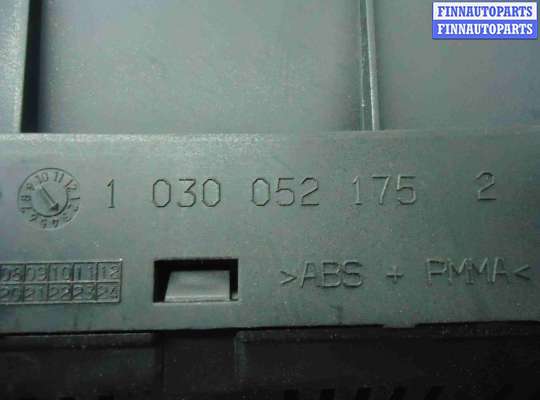 FINNAUTOPARTS
FINNAUTOPARTS
1 030 052 175 2
08 09 10 11 12
20 21 22 23 24
>ABS + PMMA<